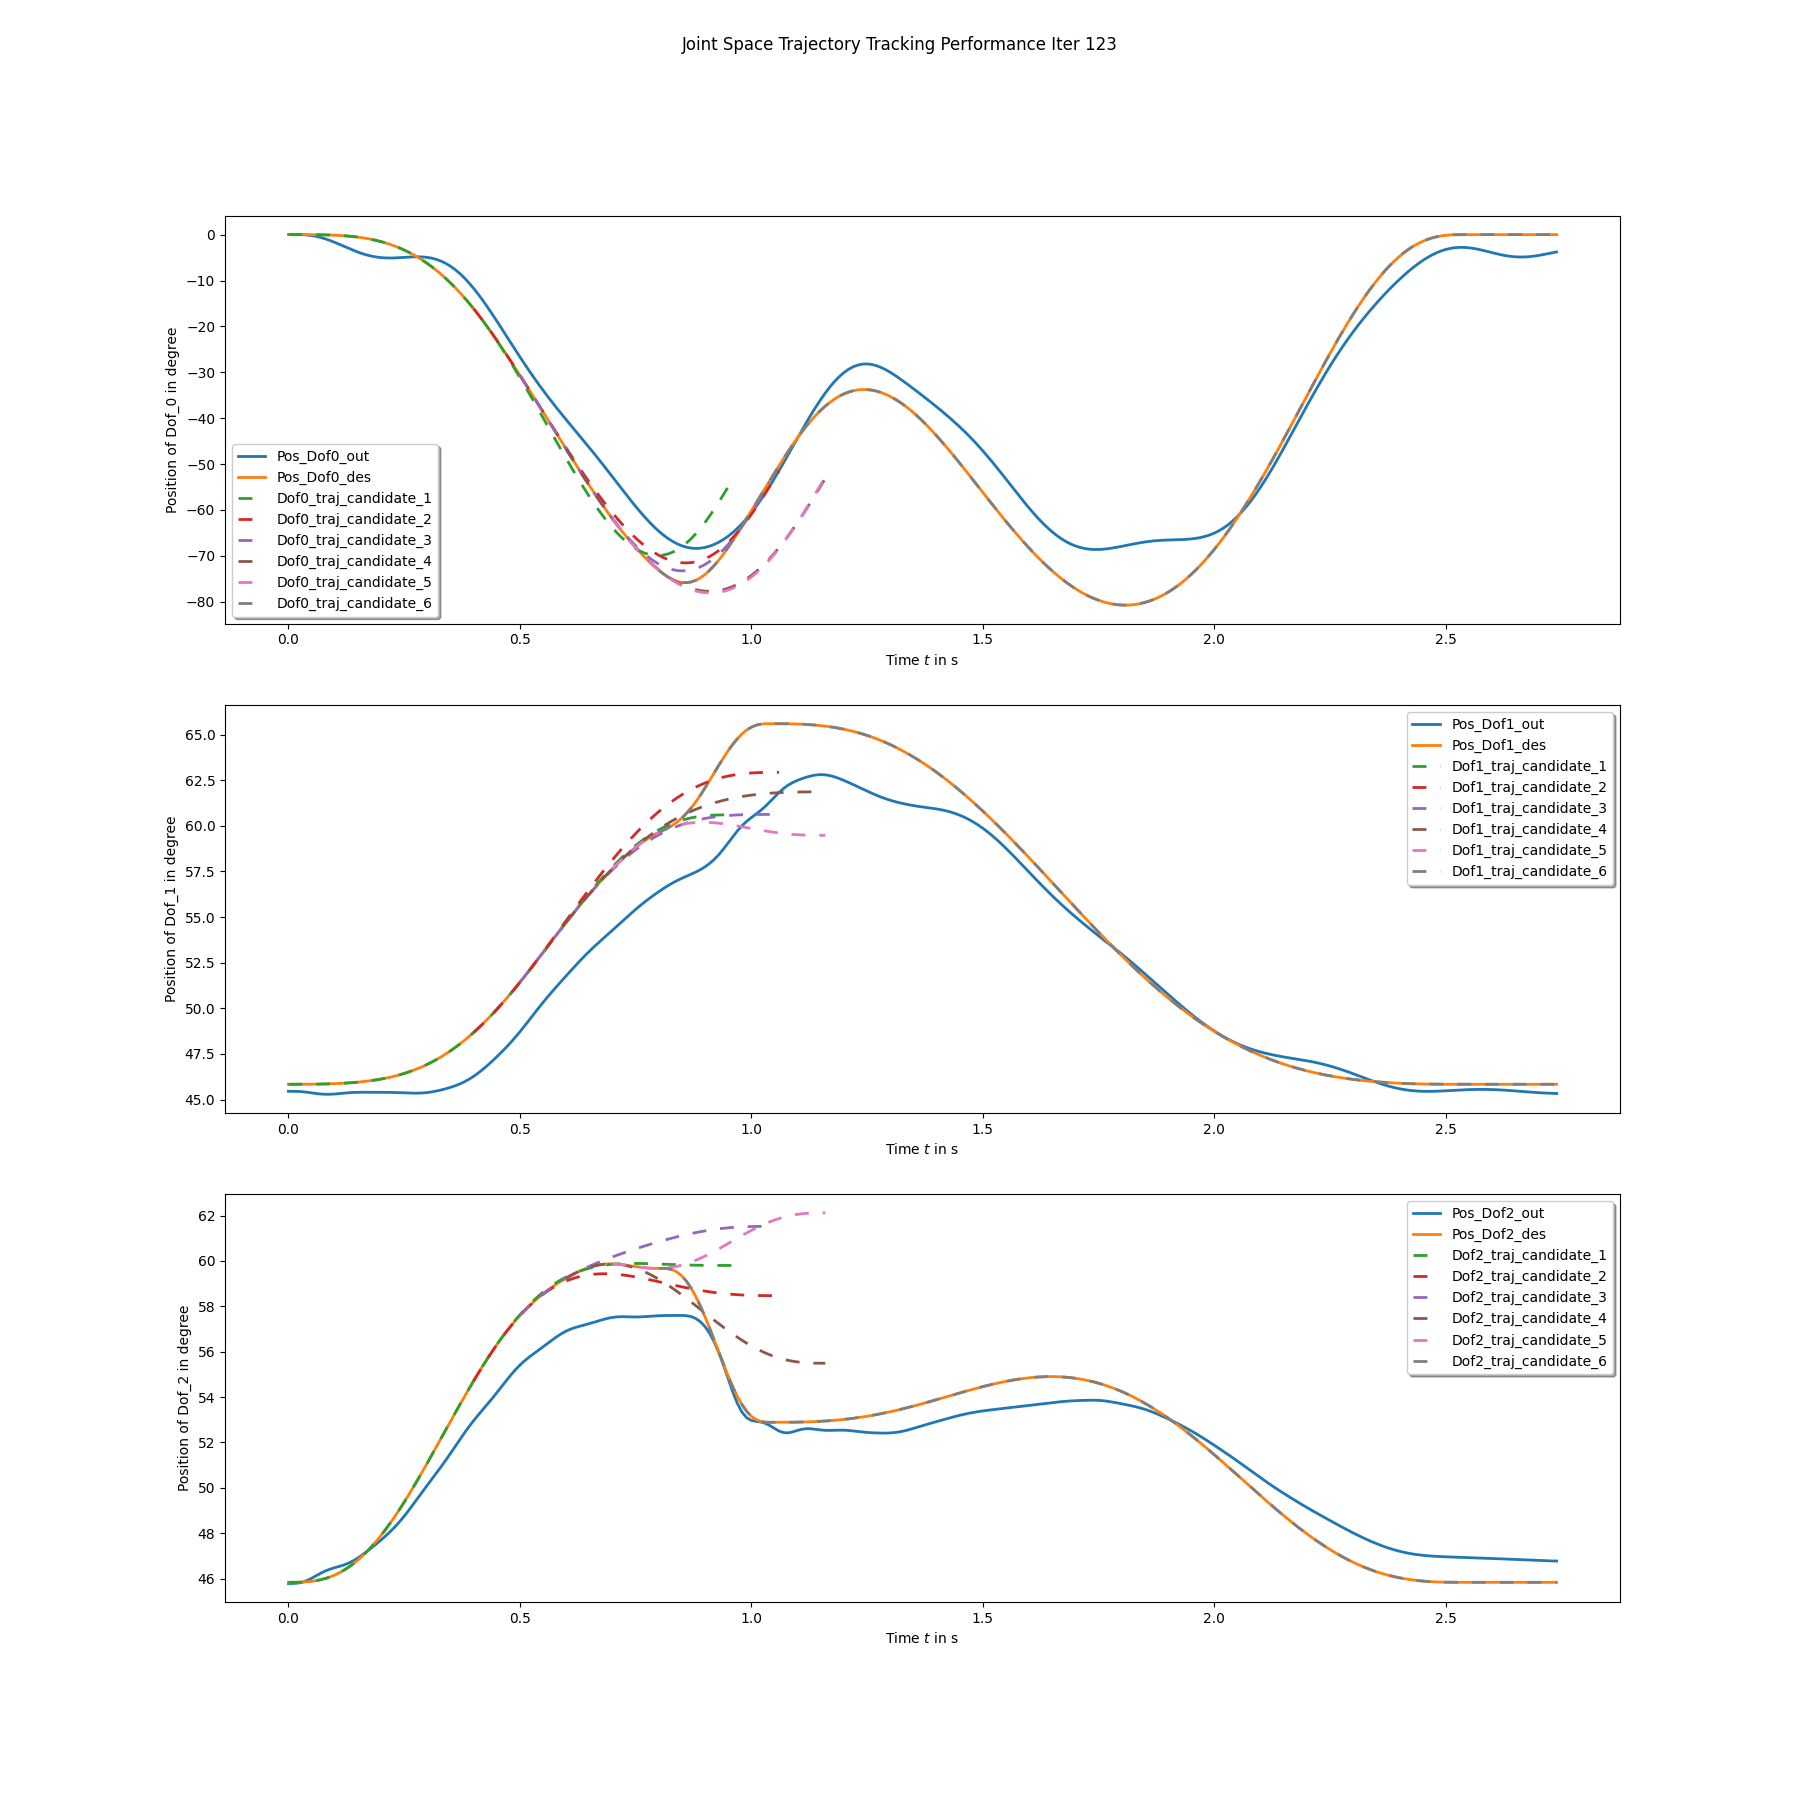 Joint Space Trajectory Tracking Performance Iter 123
0
−10
−20
−30
−40
−50
−60
−70
−80
Position of Dof_0 in degree
Pos_Dof0_out
Pos_Dof0_des
Dof0_traj_candidate_1
Dof0_traj_candidate_2
Dof0_traj_candidate_3
Dof0_traj_candidate_4
Dof0_traj_candidate_5
Dof0_traj_candidate_6
0.0 0.5 1.0 1.5 2.0 2.5
Time t in s
65.0
62.5
60.0
57.5
55.0
52.5
50.0
47.5
45.0
Position of Dof_1 in degree
Pos_Dof1_out
Pos_Dof1_des
Dof1_traj_candidate_1
Dof1_traj_candidate_2
Dof1_traj_candidate_3
Dof1_traj_candidate_4
Dof1_traj_candidate_5
Dof1_traj_candidate_6
0.0 0.5 1.0 1.5 2.0 2.5
Time t in s
62
60
58
56
54
52
50
48
46
Position of Dof_2 in degree
Pos_Dof2_out
Pos_Dof2_des
Dof2_traj_candidate_1
Dof2_traj_candidate_2
Dof2_traj_candidate_3
Dof2_traj_candidate_4
Dof2_traj_candidate_5
Dof2_traj_candidate_6
0.0 0.5 1.0 1.5 2.0 2.5
Time t in s